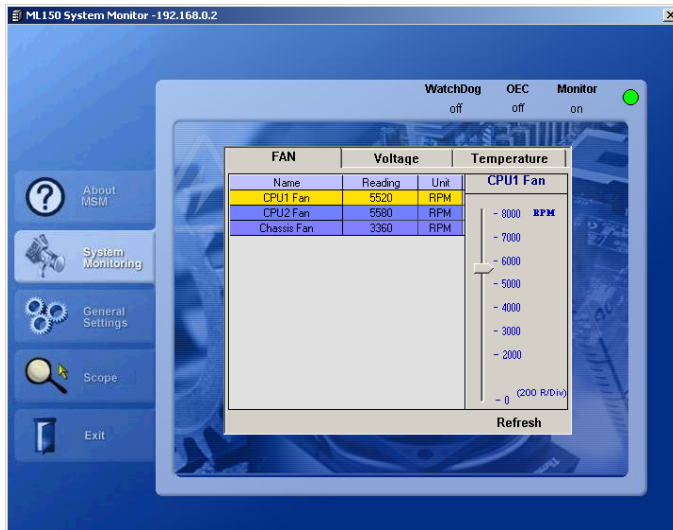 ML150 System Monitor -192.168.0.2
WatchDog OEC Monitor
off off on
FAN Voltage Temperature
Name Reading Unit CPU1 Fan
CPU1 Fan 5520 RPM
CPU2 Fan 5580 RPM
Chassis Fan 3360 RPM
- 8000 RPM
- 7000
- 6000
- 5000
- 4000
- 3000
- 2000
- 0 (200 R/Div)
Refresh
About
MSM
System
Monitoring
General
Settings
Scope
Exit